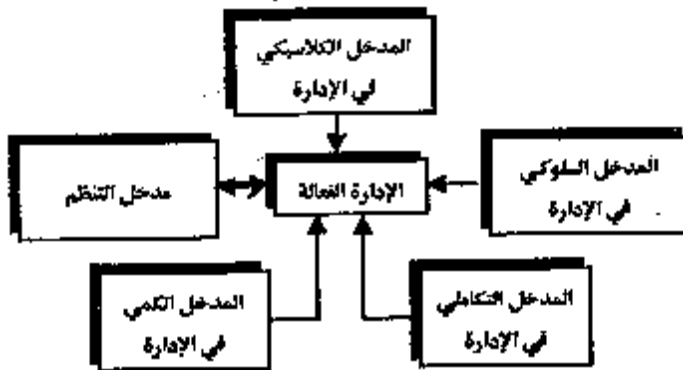 المدخل الكلاسيكي
في الإدارة
المدخل السلوكي
في الإدارة
الإدارة الفعالة
مدخل التنظم
المدخل التكاملي
في الإدارة
المدخل الكمي
في الإدارة